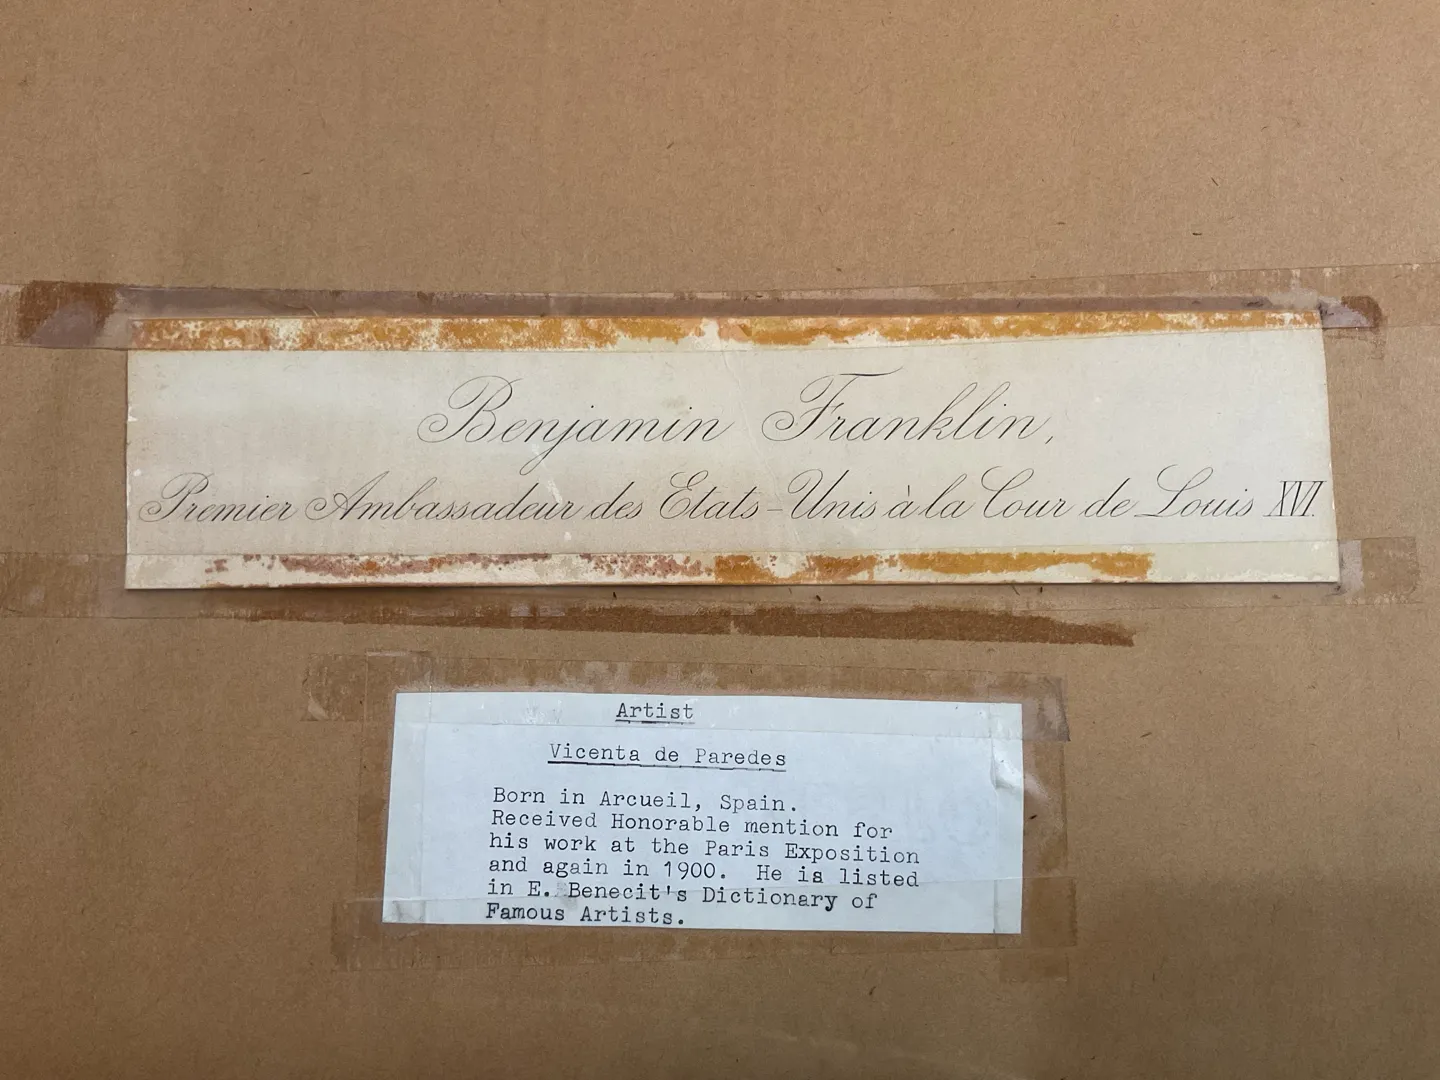 Benjamin Franklin,
Premier Ambassadeur des Etats-Unis à la Cour de Louis XVI.
Artist
Vicenta de Paredes
Born in Arcueil, Spain.
Received Honorable mention for
his work at the Paris Exposition
and again in 1900. He is listed
in E. Benecit's Dictionary of
Famous Artists.